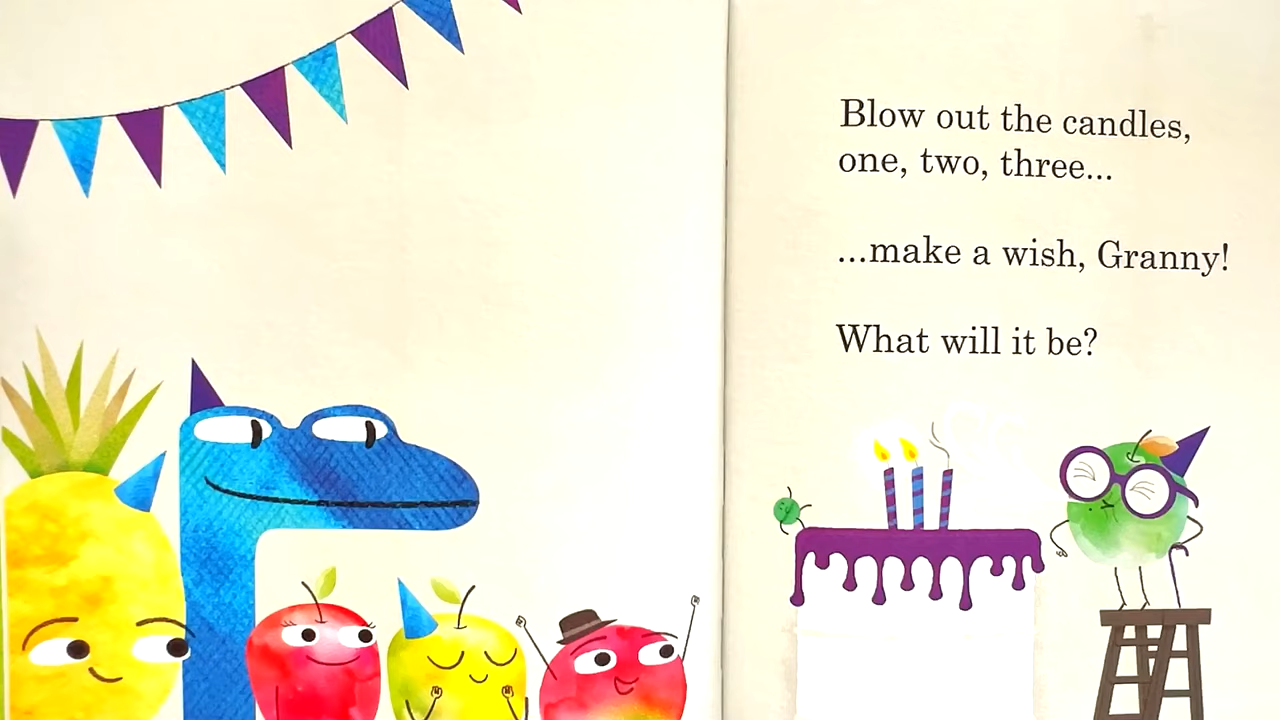 Blow out the candles,
one, two, three...
...make a wish, Granny!
What will it be?